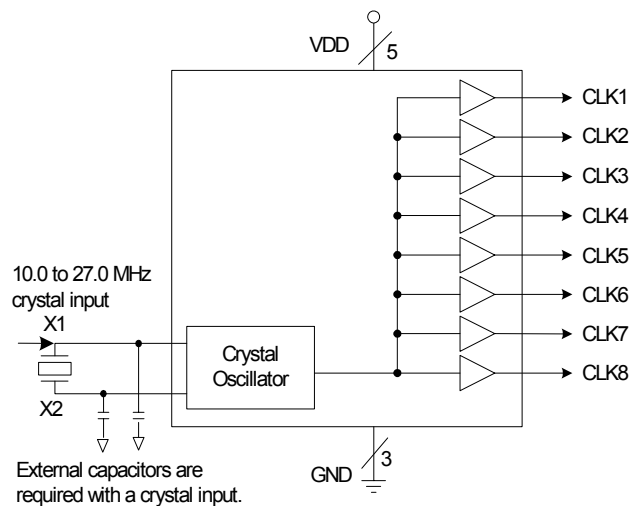 VDD
5
CLK1
CLK2
CLK3
CLK4
CLK5
CLK6
CLK7
CLK8
10.0 to 27.0 MHz
crystal input
X1
Crystal
Oscillator
X2
External capacitors are
required with a crystal input.
GND
3